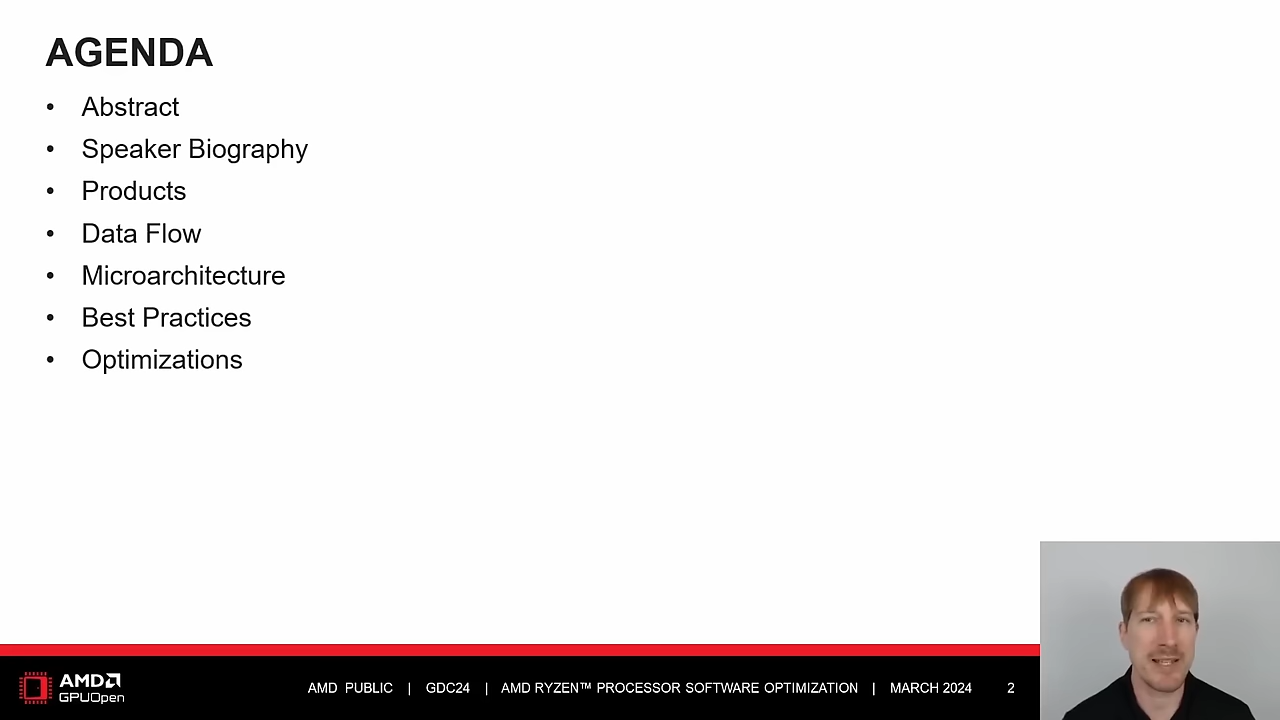 AGENDA
• Abstract
• Speaker Biography
• Products
• Data Flow
• Microarchitecture
• Best Practices
• Optimizations
AMD
GPUOpen
AMD PUBLIC | GDC24 | AMD RYZEN™ PROCESSOR SOFTWARE OPTIMIZATION | MARCH 2024 2